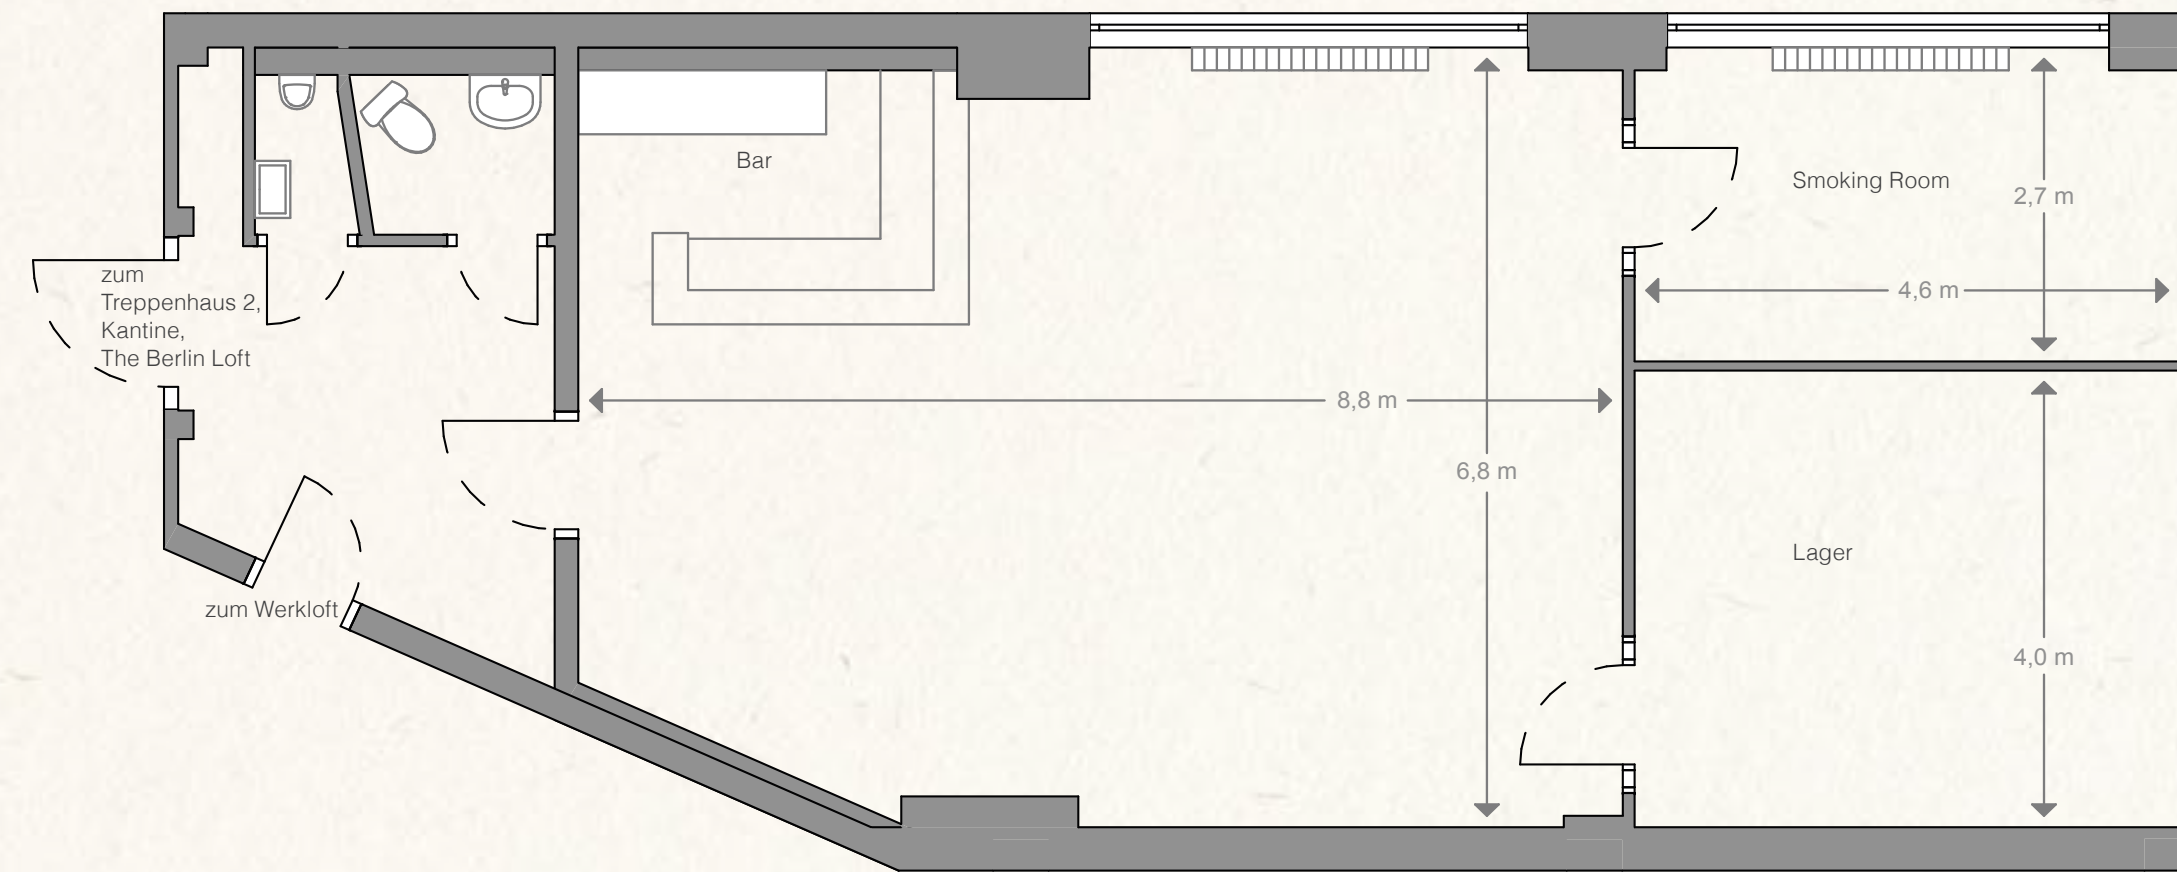 Bar
Smoking Room
2,7 m
zum
Treppenhaus 2,
Kantine,
The Berlin Loft
4,6 m
8,8 m
6,8 m
Lager
zum Werkloft
4,0 m